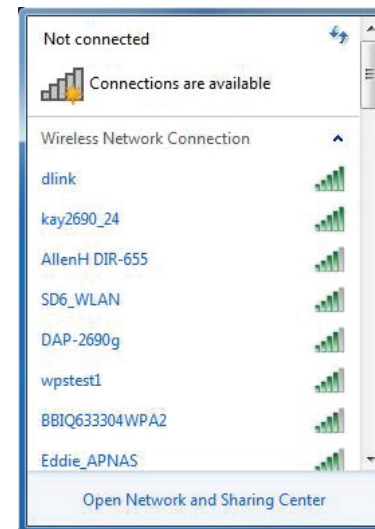 Not connected
Connections are available
Wireless Network Connection
dlink
kay2690_24
AllenH DIR-655
SD6_WLAN
DAP-2690g
wpstest1
BBIQ633304WPA2
Eddie_APNAS
Open Network and Sharing Center